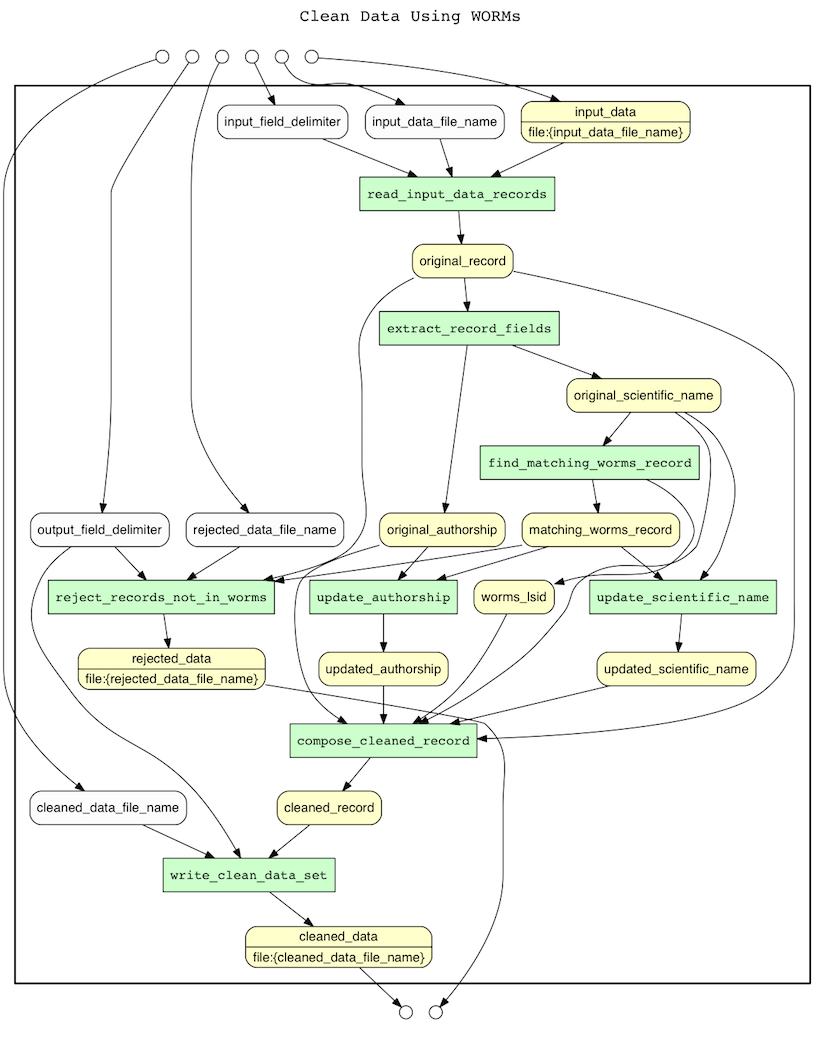 Clean Data Using WORMs
input_field_delimiter
input_data_file_name
input_data
file:{input_data_file_name}
read_input_data_records
original_record
extract_record_fields
original_scientific_name
find_matching_worms_record
output_field_delimiter
rejected_data_file_name
original_authorship
matching_worms_record
reject_records_not_in_worms
update_authorship
worms_lsid
update_scientific_name
rejected_data
file:{rejected_data_file_name}
updated_authorship
updated_scientific_name
compose_cleaned_record
cleaned_data_file_name
cleaned_record
write_clean_data_set
cleaned_data
file:{cleaned_data_file_name}